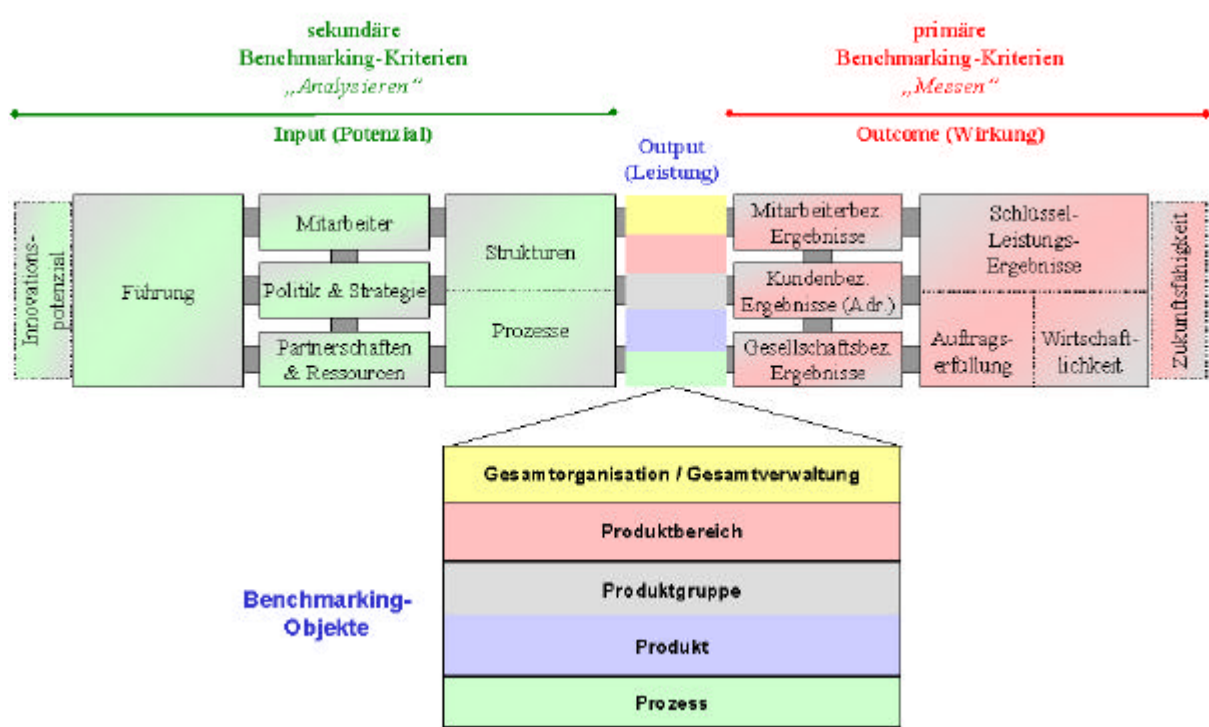 sekundäre
Benchmarking-Kriterien
„Analysieren“
Input (Potenzial)
primäre
Benchmarking-Kriterien
„Messen“
Outcome (Wirkung)
Output
(Leistung)
Innovations-
potenzial
Führung
Mitarbeiter
Politik & Strategie
Partnerschaften
& Ressourcen
Strukturen
Prozesse
Mitarbeiterbez.
Ergebnisse
Kundenbez.
Ergebnisse (Adr.)
Gesellschaftsbez.
Ergebnisse
Schlüssel-
Leistungs-
Ergebnisse
Auftrags-
erfüllung
Wirtschaft-
lichkeit
Zukunftsfähigkeit
Gesamtorganisation / Gesamtverwaltung
Produktbereich
Produktgruppe
Produkt
Prozess
Benchmarking-
Objekte